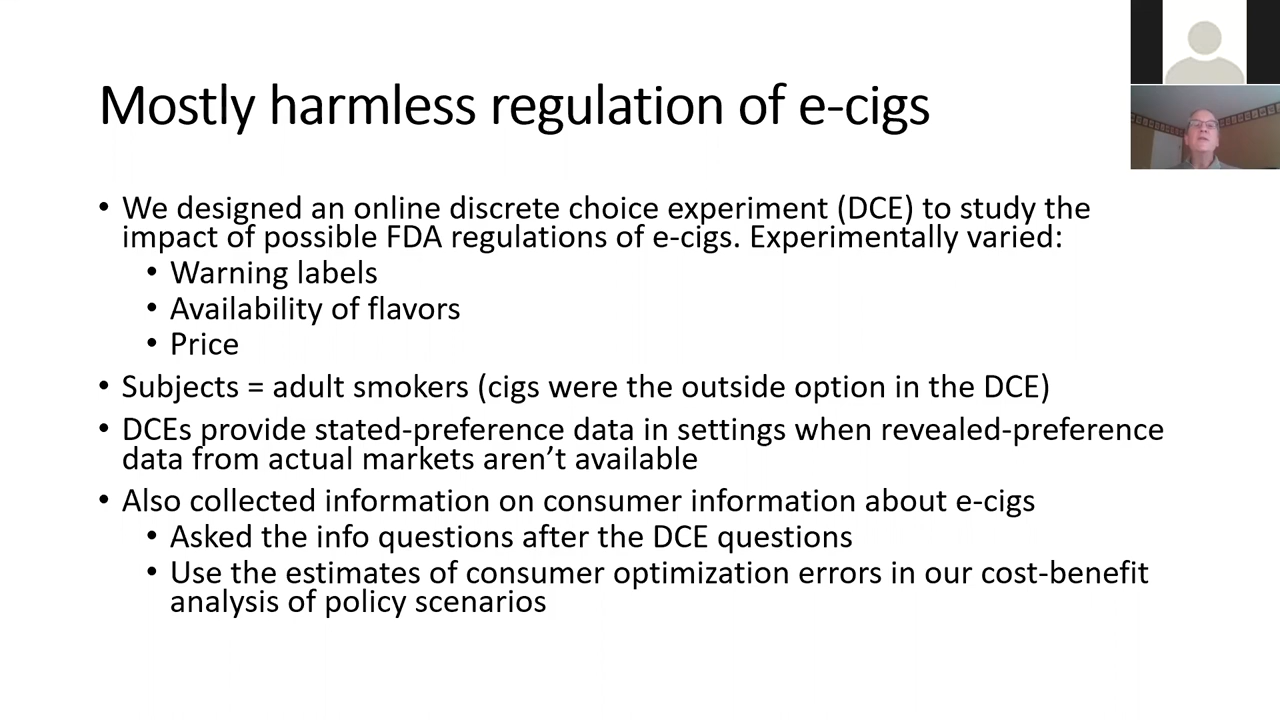 Mostly harmless regulation of e-cigs
• We designed an online discrete choice experiment (DCE) to study the
impact of possible FDA regulations of e-cigs. Experimentally varied:
• Warning labels
• Availability of flavors
• Price
• Subjects = adult smokers (cigs were the outside option in the DCE)
• DCEs provide stated-preference data in settings when revealed-preference
data from actual markets aren’t available
• Also collected information on consumer information about e-cigs
• Asked the info questions after the DCE questions
• Use the estimates of consumer optimization errors in our cost-benefit
analysis of policy scenarios